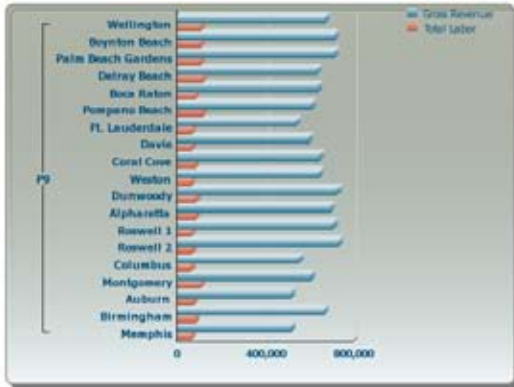 Gross Revenue
Total Labor
P9
Wellington
Boynton Beach
Palm Beach Gardens
Delray Beach
Boca Raton
Pompano Beach
Ft. Lauderdale
Davie
Coral Cove
Weston
Dunwoody
Alpharetta
Roswell 1
Roswell 2
Columbus
Montgomery
Auburn
Birmingham
Memphis
0 400,000 800,000